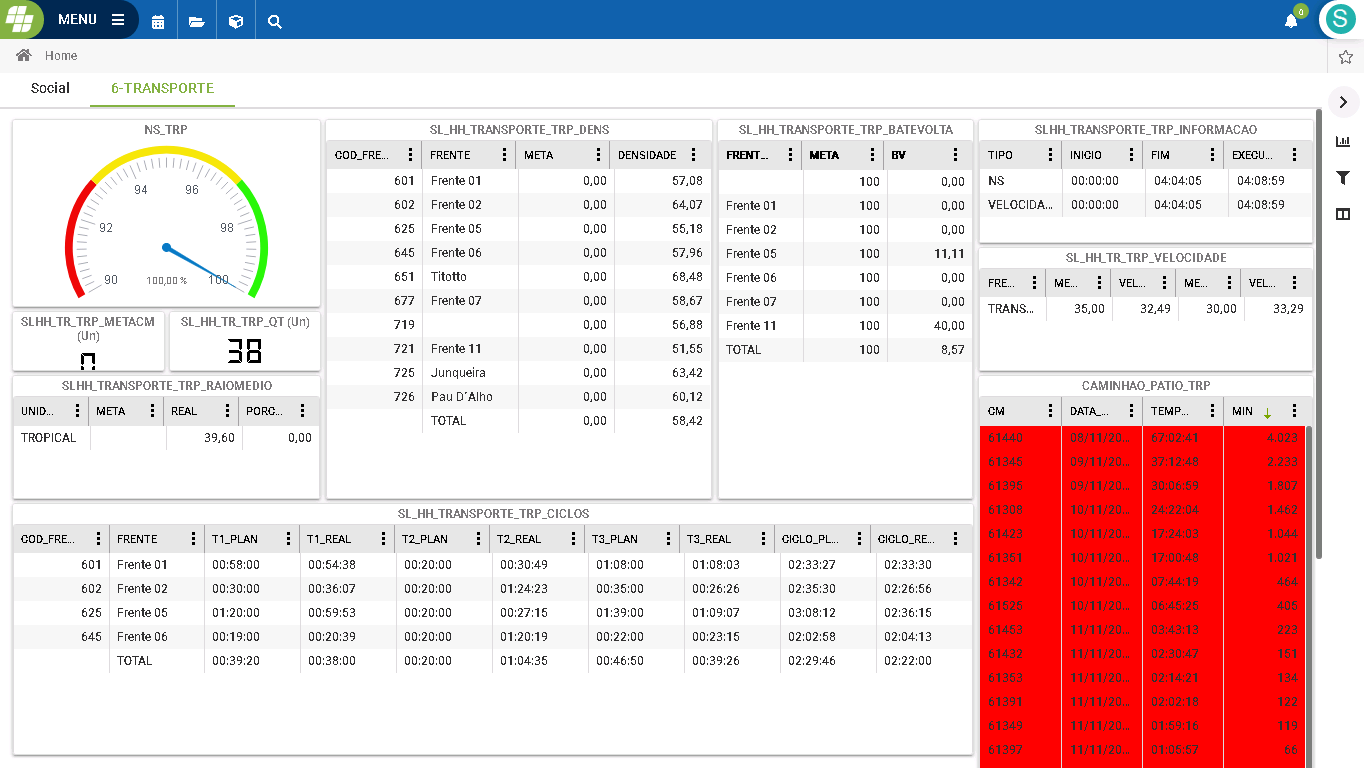 MENU
0
S
Home
Social 6-TRANSPORTE
NS_TRP
90 92 94 96 98 100
100,00 %
SLHH_TR_TRP_METACM (Un)
0
SL_HH_TR_TRP_QT (Un)
38
SLHH_TRANSPORTE_TRP_RAIOMEDIO
UNID... META REAL PORC...
TROPICAL 39,60 0,00
SL_HH_TRANSPORTE_TRP_DENS
COD_FRE... FRENTE META DENSIDADE
601 Frente 01 0,00 57,08
602 Frente 02 0,00 64,07
625 Frente 05 0,00 55,18
645 Frente 06 0,00 57,96
651 Titotto 0,00 68,48
677 Frente 07 0,00 58,67
719 0,00 56,88
721 Frente 11 0,00 51,55
725 Junqueira 0,00 63,42
726 Pau D´Alho 0,00 60,12
TOTAL 0,00 58,42
SL_HH_TRANSPORTE_TRP_BATEVOLTA
FRENT... META BV
100 0,00
Frente 01 100 0,00
Frente 02 100 0,00
Frente 05 100 11,11
Frente 06 100 0,00
Frente 07 100 0,00
Frente 11 100 40,00
TOTAL 100 8,57
SLHH_TRANSPORTE_TRP_INFORMACAO
TIPO INICIO FIM EXECU...
NS 00:00:00 04:04:05 04:08:59
VELOCIDA... 00:00:00 04:04:05 04:08:59
SL_HH_TR_TRP_VELOCIDADE
FRE... ME... VEL... ME... VEL...
TRANS... 35,00 32,49 30,00 33,29
CAMINHAO_PATIO_TRP
CM DATA_... TEMP... MIN
61440 08/11/20... 67:02:41 4.023
61345 09/11/20... 37:12:48 2.233
61395 09/11/20... 30:06:59 1.807
61308 10/11/20... 24:22:04 1.462
61423 10/11/20... 17:24:03 1.044
61351 10/11/20... 17:00:48 1.021
61342 10/11/20... 07:44:19 464
61525 10/11/20... 06:45:25 405
61453 11/11/20... 03:43:13 223
61432 11/11/20... 02:30:47 151
61353 11/11/20... 02:14:21 134
61391 11/11/20... 02:02:18 122
61349 11/11/20... 01:59:16 119
61397 11/11/20... 01:05:57 66
SL_HH_TRANSPORTE_TRP_CICLOS
COD_FRE... FRENTE T1_PLAN T1_REAL T2_PLAN T2_REAL T3_PLAN T3_REAL CICLO_PL... CICLO_RE...
601 Frente 01 00:58:00 00:54:38 00:20:00 00:30:49 01:08:00 01:08:03 02:33:27 02:33:30
602 Frente 02 00:30:00 00:36:07 00:20:00 01:24:23 00:35:00 00:26:26 02:35:30 02:26:56
625 Frente 05 01:20:00 00:59:53 00:20:00 00:27:15 01:39:00 01:09:07 03:08:12 02:36:15
645 Frente 06 00:19:00 00:20:39 00:20:00 01:20:19 00:22:00 00:23:15 02:02:58 02:04:13
TOTAL 00:39:20 00:38:00 00:20:00 01:04:35 00:46:50 00:39:26 02:29:46 02:22:00